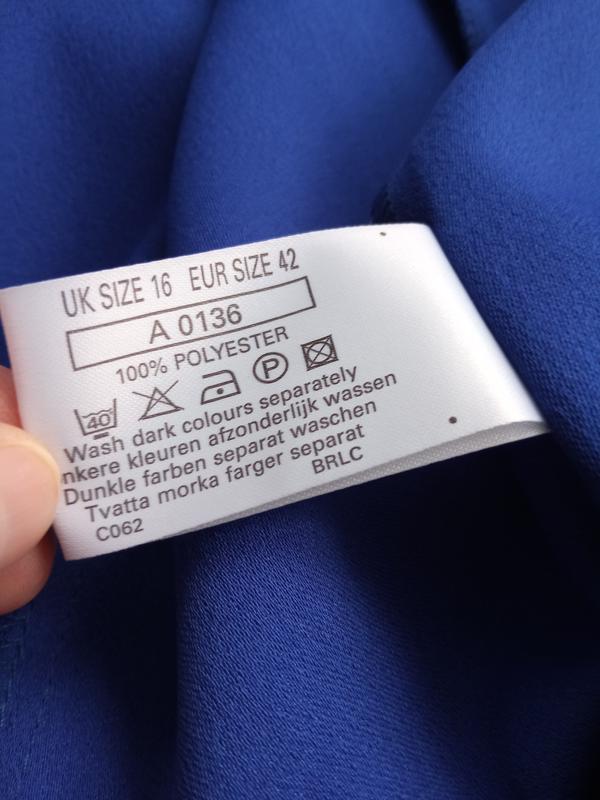 UK SIZE 16 EUR SIZE 42
A 0136
100% POLYESTER
40 P
Wash dark colours separately
nkere kleuren afzonderlijk wassen
Dunkle farben separat waschen
Tvatta morka farger separat
BRLC
C062